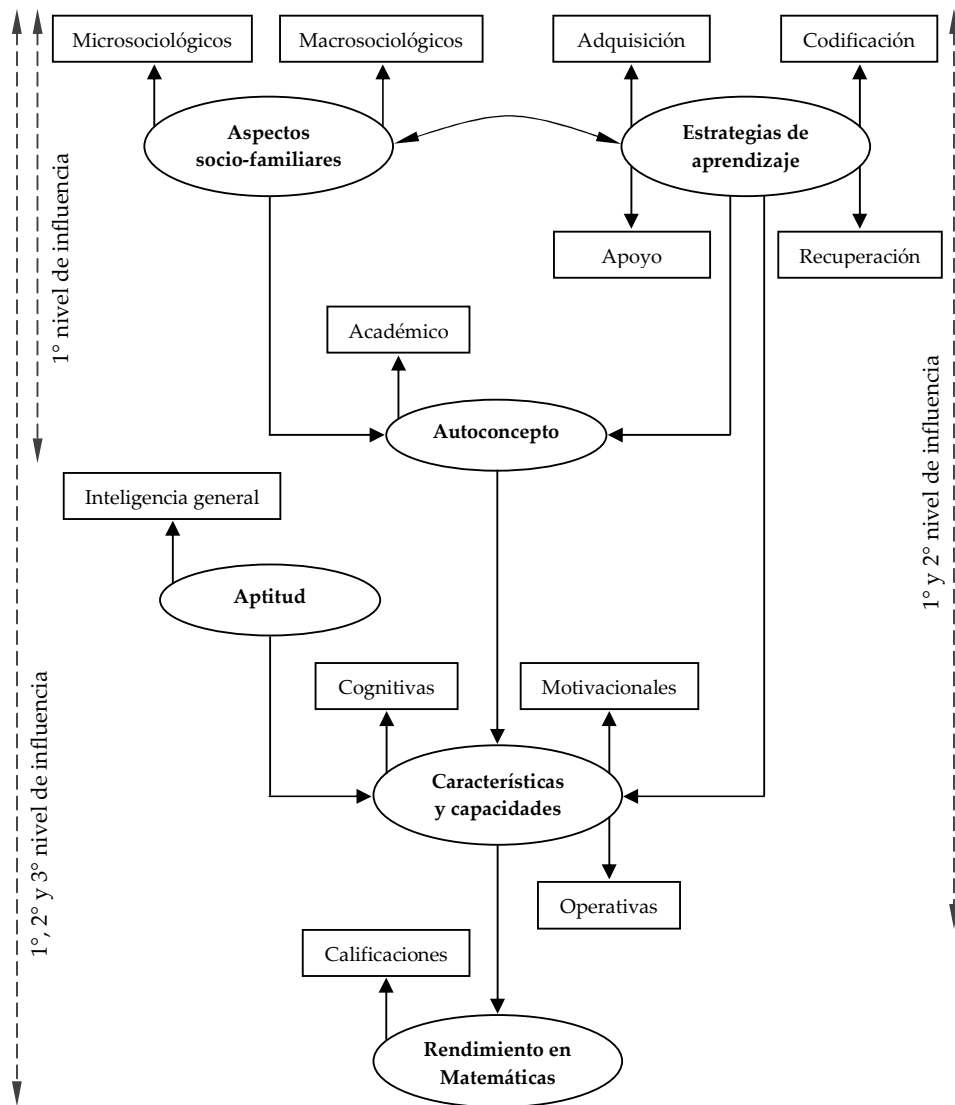 Microsociológicos
Macrosociológicos
Adquisición
Codificación
Aspectos
socio-familiares
Estrategias de
aprendizaje
Apoyo
Recuperación
1° nivel de influencia
Académico
Autoconcepto
Inteligencia general
1° y 2° nivel de influencia
Aptitud
Cognitivas
Motivacionales
Características
y capacidades
1°, 2° y 3° nivel de influencia
Operativas
Calificaciones
Rendimiento en
Matemáticas